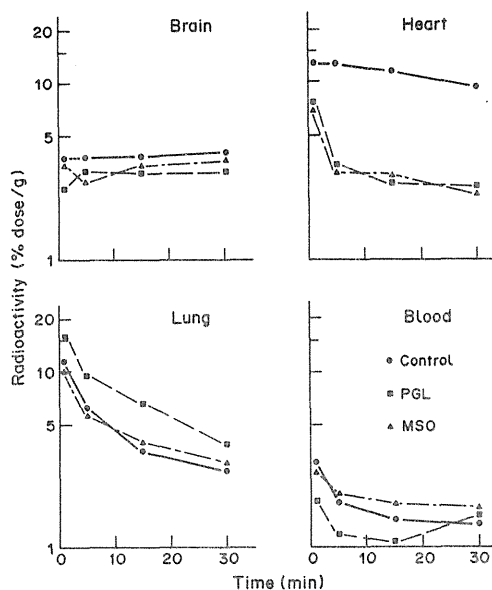 Brain
Heart
20
10
5
1
Lung
Blood
20
10
5
1
Control
PGL
MSO
0 10 20 30
0 10 20 30
Time (min)
Radioactivity (% dose/g)